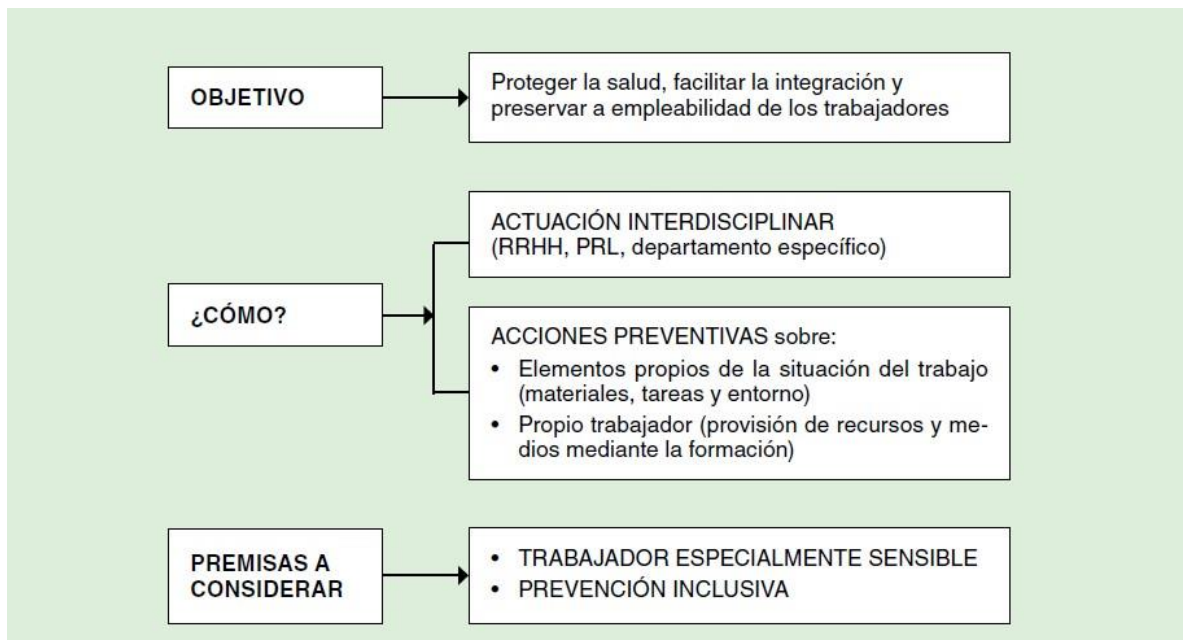 OBJETIVO
Proteger la salud, facilitar la integración y
preservar a empleabilidad de los trabajadores
¿CÓMO?
ACTUACIÓN INTERDISCIPLINAR
(RRHH, PRL, departamento específico)
ACCIONES PREVENTIVAS sobre:
• Elementos propios de la situación del trabajo
(materiales, tareas y entorno)
• Propio trabajador (provisión de recursos y me-
dios mediante la formación)
PREMISAS A
CONSIDERAR
• TRABAJADOR ESPECIALMENTE SENSIBLE
• PREVENCIÓN INCLUSIVA